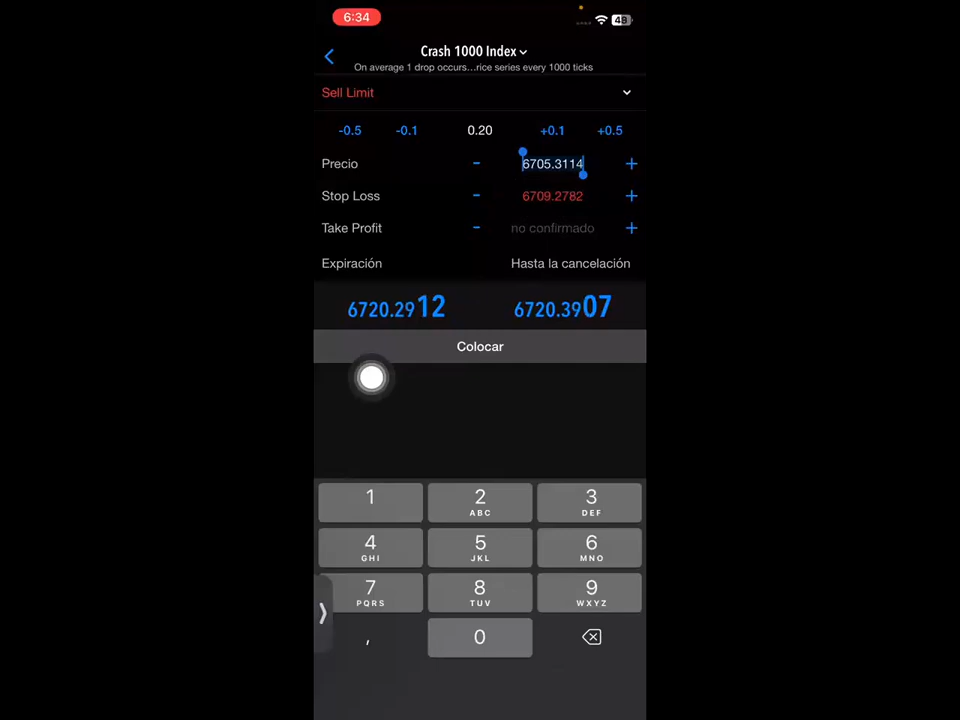 6:34
43
Crash 1000 Index
On average 1 drop occurs...rice series every 1000 ticks
Sell Limit
-0.5 -0.1 0.20 +0.1 +0.5
Precio - 6705.3114 +
Stop Loss - 6709.2782 +
Take Profit - no confirmado +
Expiración Hasta la cancelación
6720.2912 6720.3907
Colocar
1 2 3
ABC DEF
4 5 6
GHI JKL MNO
7 8 9
PQRS TUV WXYZ
, 0